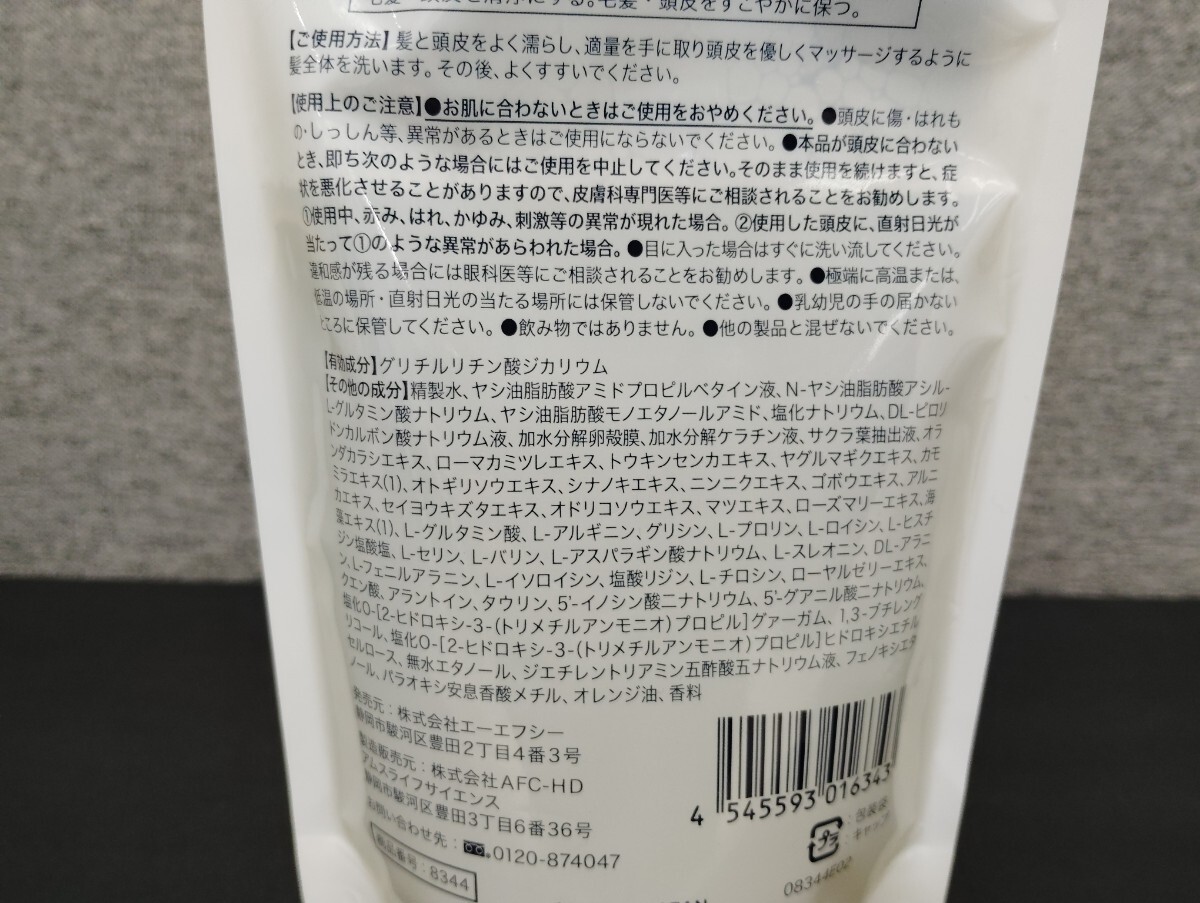 毛髪・頭皮を清浄にする。毛髪・頭皮をすこやかに保つ。
【ご使用方法】髪と頭皮をよく濡らし、適量を手に取り頭皮を優しくマッサージするように
髪全体を洗います。その後、よくすすいでください。
【使用上のご注意】●お肌に合わないときはご使用をおやめください。●頭皮に傷・はれも
の・しっしん等、異常があるときはご使用にならないでください。●本品が頭皮に合わない
とき、即ち次のような場合にはご使用を中止してください。そのまま使用を続けますと、症
状を悪化させることがありますので、皮膚科専門医等にご相談されることをお勧めします。
①使用中、赤み、はれ、かゆみ、刺激等の異常が現れた場合。②使用した頭皮に、直射日光が
当たって①のような異常があらわれた場合。●目に入った場合はすぐに洗い流してください。
違和感が残る場合には眼科医等にご相談されることをお勧めします。●極端に高温または、
低温の場所・直射日光の当たる場所には保管しないでください。●乳幼児の手の届かない
ところに保管してください。●飲み物ではありません。●他の製品と混ぜないでください。
【有効成分】グリチルリチン酸ジカリウム
【その他の成分】精製水、ヤシ油脂肪酸アミドプロピルベタイン液、N-ヤシ油脂肪酸アシル-
L-グルタミン酸ナトリウム、ヤシ油脂肪酸モノエタノールアミド、塩化ナトリウム、DL-ピロリ
ドンカルボン酸ナトリウム液、加水分解卵殻膜、加水分解ケラチン液、サクラ葉抽出液、オラ
ンダカラシエキス、ローマカミツレエキス、トウキンセンカエキス、ヤグルマギクエキス、カモ
ミラエキス(1)、オトギリソウエキス、シナノキエキス、ニンニクエキス、ゴボウエキス、アルニ
カエキス、セイヨウキズタエキス、オドリコソウエキス、マツエキス、ローズマリーエキス、海
藻エキス(1)、L-グルタミン酸、L-アルギニン、グリシン、L-プロリン、L-ロイシン、L-ヒスチ
ジン塩酸塩、L-セリン、L-バリン、L-アスパラギン酸ナトリウム、L-スレオニン、DL-アラニ
ン、L-フェニルアラニン、L-イソロイシン、塩酸リジン、L-チロシン、ローヤルゼリーエキス、
クエン酸、アラントイン、タウリン、5'-イノシン酸二ナトリウム、5'-グアニル酸二ナトリウム、
塩化O-[2-ヒドロキシ-3-(トリメチルアンモニオ)プロピル]グァーガム、1,3-ブチレング
リコール、塩化O-[2-ヒドロキシ-3-(トリメチルアンモニオ)プロピル]ヒドロキシエチル
セルロース、無水エタノール、ジエチレントリアミン五酢酸五ナトリウム液、フェノキシエタ
ノール、パラオキシ安息香酸メチル、オレンジ油、香料
発売元：株式会社エーエフシー
静岡市駿河区豊田2丁目4番3号
製造販売元：株式会社AFC-HD
アムスライフサイエンス
静岡市駿河区豊田3丁目6番36号
お問い合わせ先：0120-874047
商品番号：8344
4 545593 016343
プラ
：包装袋
：キャップ
08344E02